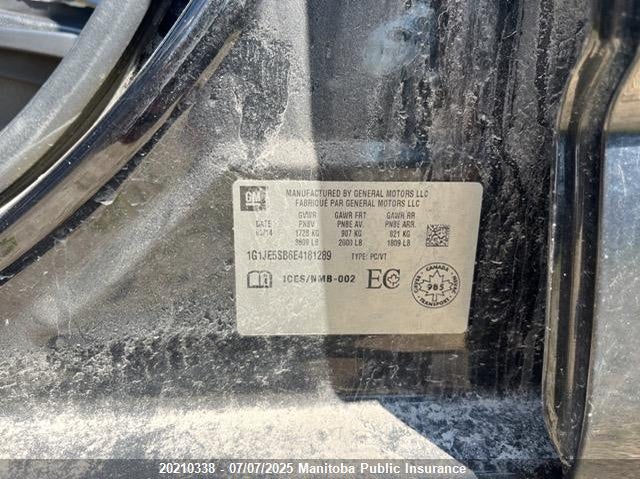 GM
MANUFACTURED BY GENERAL MOTORS LLC
FABRIQUÉ PAR GENERAL MOTORS LLC
GVWR GAWR FRT GAWR RR
DATE PNBV PNBE AV. PNBE ARR.
1728 KG 907 KG 821 KG
3809 LB 2000 LB 1809 LB
1G1JE5SB6E4181289 TYPE: PC/VT
ICES/NMB-002 EC
CANADA
985
TRANSPORT
20210338 - 07/07/2025 Manitoba Public Insurance